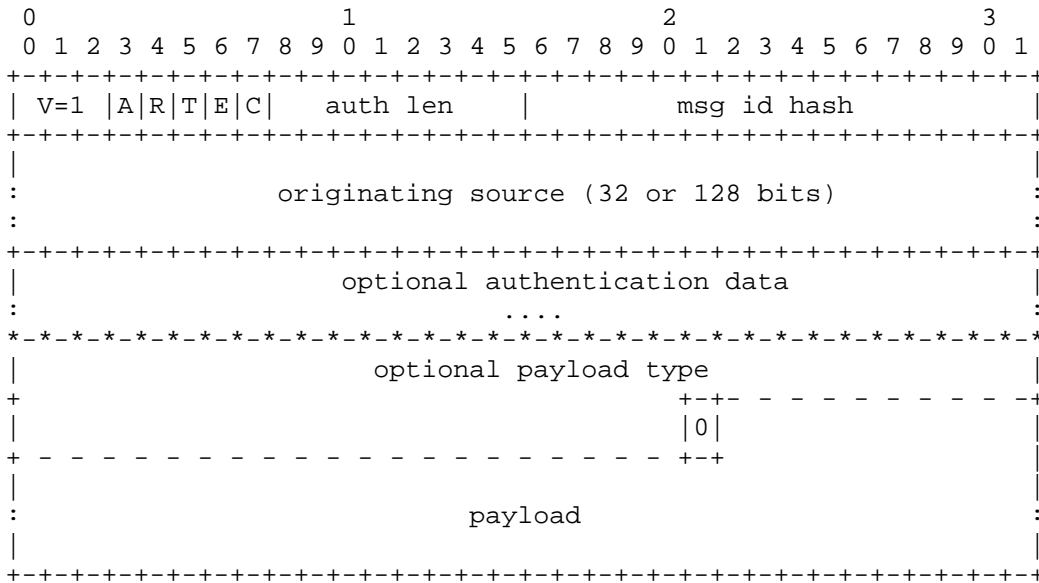 0                   1                   2                   3
 0 1 2 3 4 5 6 7 8 9 0 1 2 3 4 5 6 7 8 9 0 1 2 3 4 5 6 7 8 9 0 1
+-+-+-+-+-+-+-+-+-+-+-+-+-+-+-+-+-+-+-+-+-+-+-+-+-+-+-+-+-+-+-+-+
| V=1 |A|R|T|E|C|   auth len    |         msg id hash           |
+-+-+-+-+-+-+-+-+-+-+-+-+-+-+-+-+-+-+-+-+-+-+-+-+-+-+-+-+-+-+-+-+
|                                                               |
:                originating source (32 or 128 bits)            :
:                                                               :
+-+-+-+-+-+-+-+-+-+-+-+-+-+-+-+-+-+-+-+-+-+-+-+-+-+-+-+-+-+-+-+-+
|                    optional authentication data               |
:                              ....                             :
*-*-*-*-*-*-*-*-*-*-*-*-*-*-*-*-*-*-*-*-*-*-*-*-*-*-*-*-*-*-*-*-*
|                      optional payload type                    |
+                                         +-+- - - - - - - - - -+
|                                         |0|                   |
+ - - - - - - - - - - - - - - - - - - - - +-+                   |
|                                                               |
:                            payload                            :
|                                                               |
+-+-+-+-+-+-+-+-+-+-+-+-+-+-+-+-+-+-+-+-+-+-+-+-+-+-+-+-+-+-+-+-+